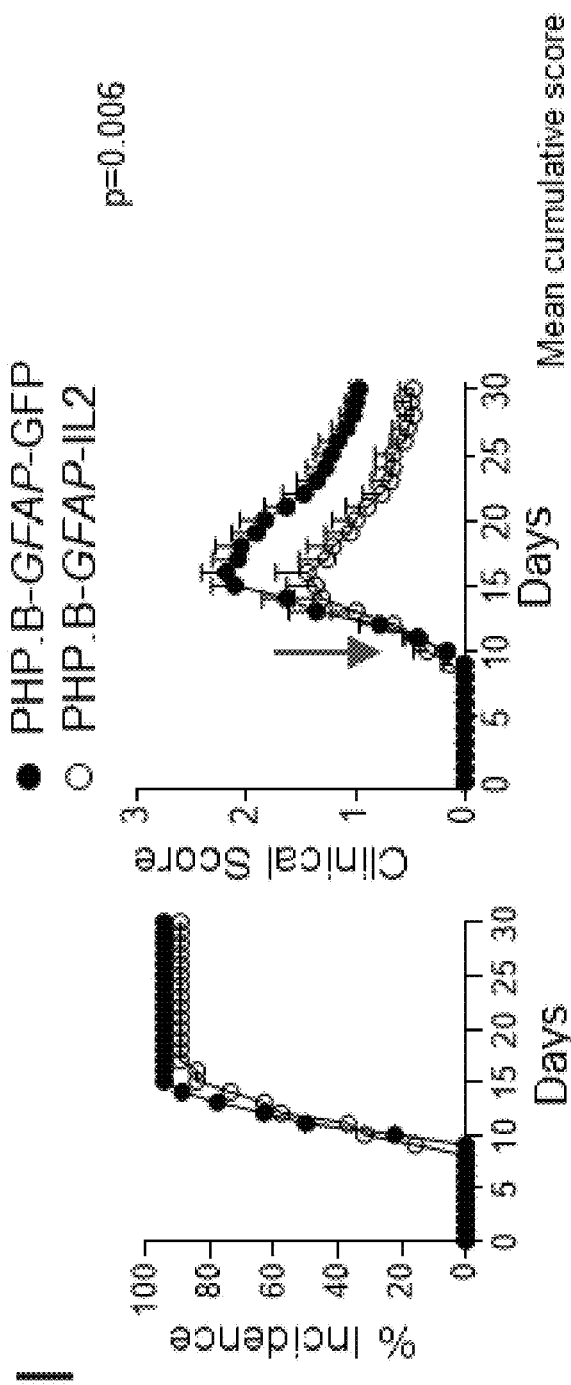 ● PHP.B-GFAP-GFP
○ PHP.B-GFAP-IL2
% Incidence
100
80
60
40
20
0
0 5 10 15 20 25 30
Days
Clinical Score
3
2
1
0
0 5 10 15 20 25 30
Days
p=0.006
Mean cumulative score